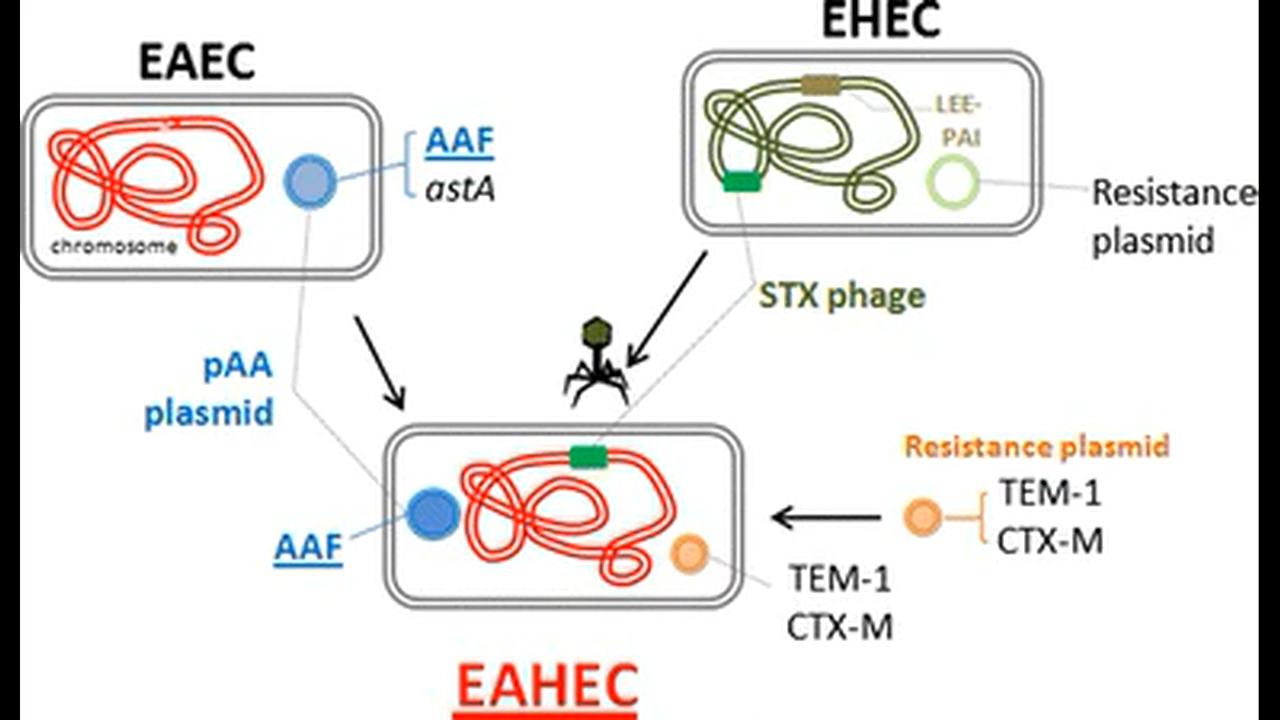 EHEC
EAEC
AAF
astA
chromosome
LEE-
PAI
Resistance
plasmid
STX phage
pAA
plasmid
Resistance plasmid
TEM-1
CTX-M
AAF
TEM-1
CTX-M
EAHEC